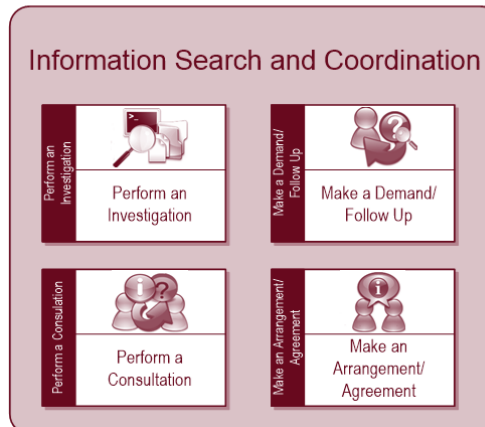 Information Search and Coordination
Perform an
Investigation
>_
Perform an
Investigation
Make a Demand/
Follow Up
?
Make a Demand/
Follow Up
Perform a Consulation
i ?
Perform a
Consultation
Make an Arrangement/
Agreement
i
Make an
Arrangement/
Agreement